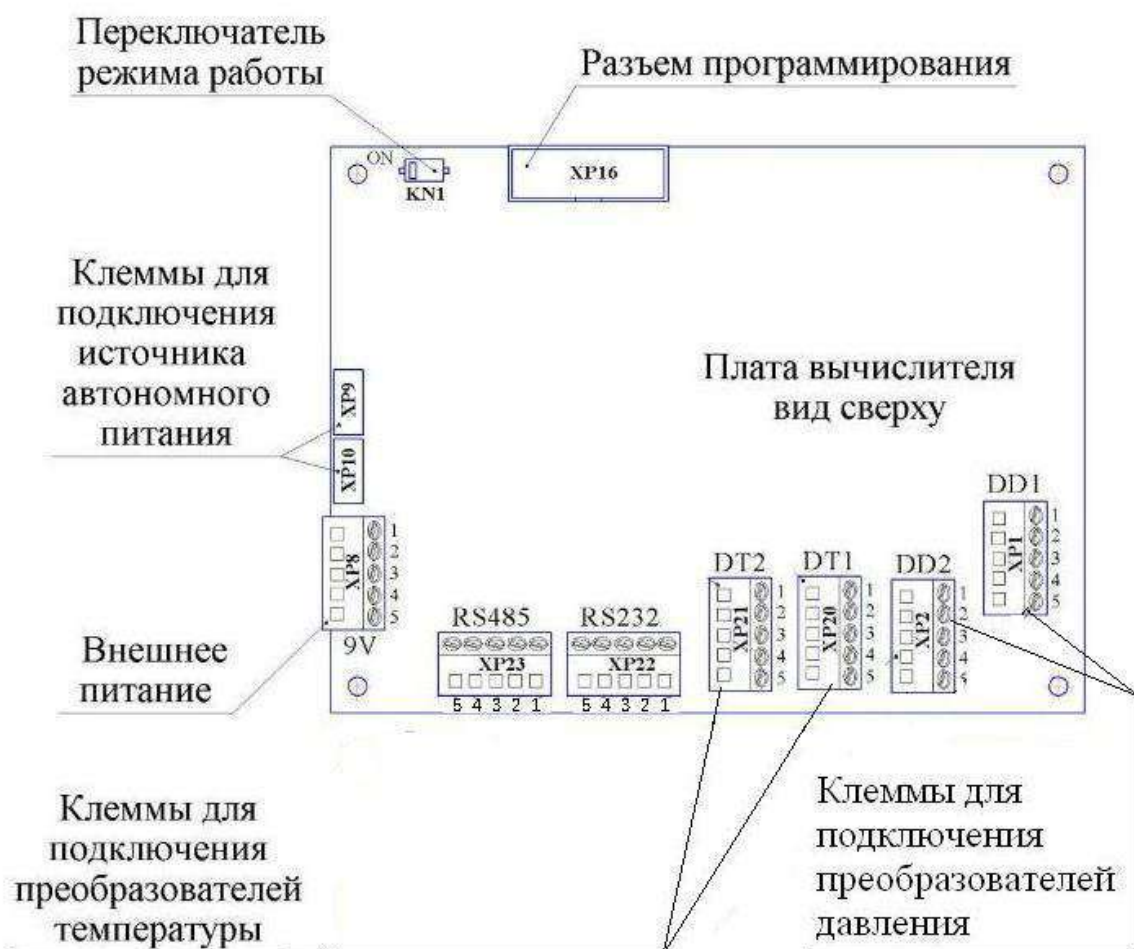 Переключатель
режима работы
Разъем программирования
ON
KN1
XP16
Клеммы для
подключения
источника
автономного
питания
XP9
XP10
Плата вычислителя
вид сверху
XP8
1
2
3
4
5
9V
Внешнее
питание
RS485
XP23
5 4 3 2 1
RS232
XP22
5 4 3 2 1
DT2
XP21
1
2
3
4
5
DT1
XP20
1
2
3
4
5
DD2
XP2
1
2
3
4
5
DD1
XP1
1
2
3
4
5
Клеммы для
подключения
преобразователей
температуры
Клеммы для
подключения
преобразователей
давления